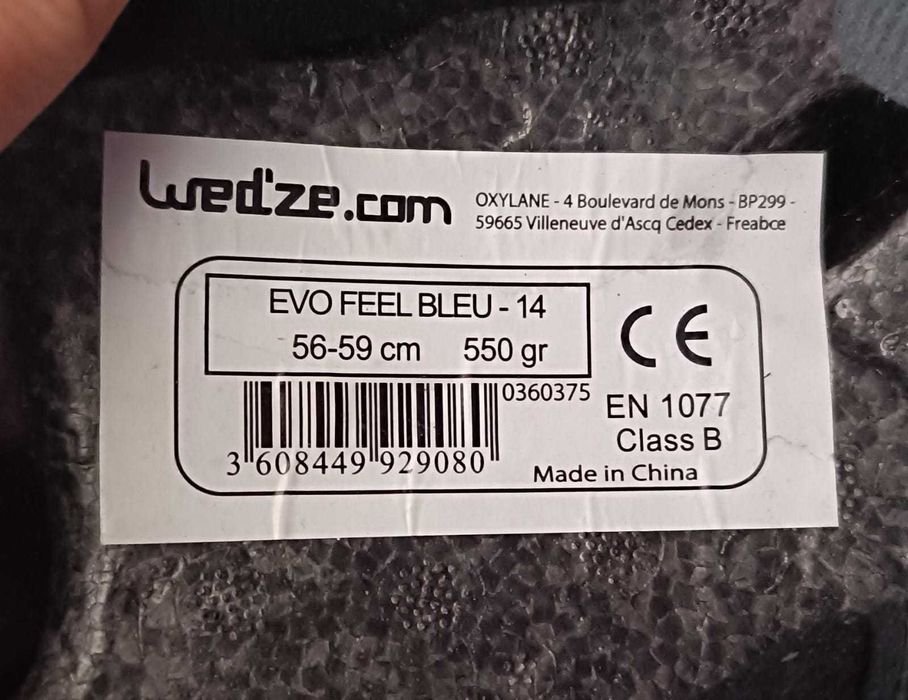 wed'ze.com
OXYLANE - 4 Boulevard de Mons - BP299 -
59665 Villeneuve d'Ascq Cedex - Freabce
EVO FEEL BLEU - 14
56-59 cm 550 gr
CE
0360375
EN 1077
Class B
3 608449 929080
Made in China